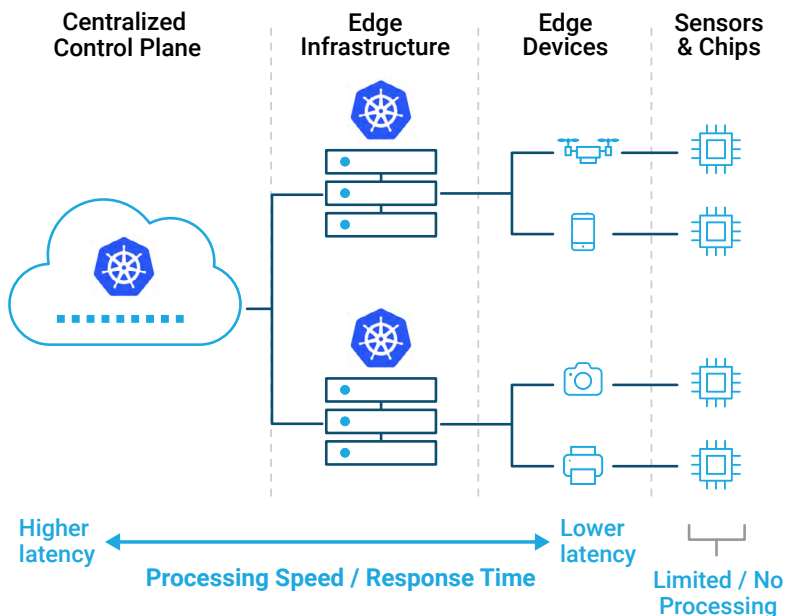 Centralized
Control Plane
Edge
Infrastructure
Edge
Devices
Sensors
& Chips
Higher
latency
Processing Speed / Response Time
Lower
latency
Limited / No
Processing